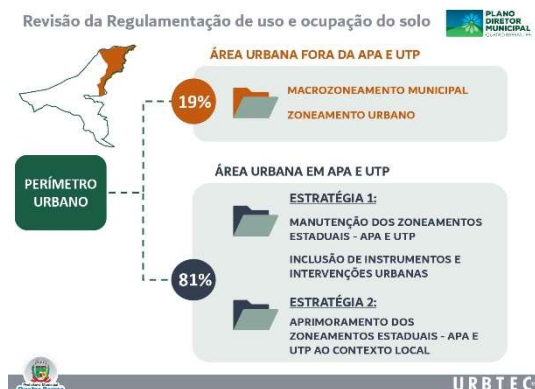 Revisão da Regulamentação de uso e ocupação do solo
PLANO
DIRETOR
MUNICIPAL
ÁREA URBANA FORA DA APA E UTP
19%
MACROZONEAMENTO MUNICIPAL
ZONEAMENTO URBANO
ÁREA URBANA EM APA E UTP
PERÍMETRO
URBANO
81%
ESTRATÉGIA 1:
MANUTENÇÃO DOS ZONEAMENTOS
ESTADUAIS - APA E UTP
INCLUSÃO DE INSTRUMENTOS E
INTERVENÇÕES URBANAS
ESTRATÉGIA 2:
APRIMORAMENTO DOS
ZONEAMENTOS ESTADUAIS - APA E
UTP AO CONTEXTO LOCAL
URBTEC